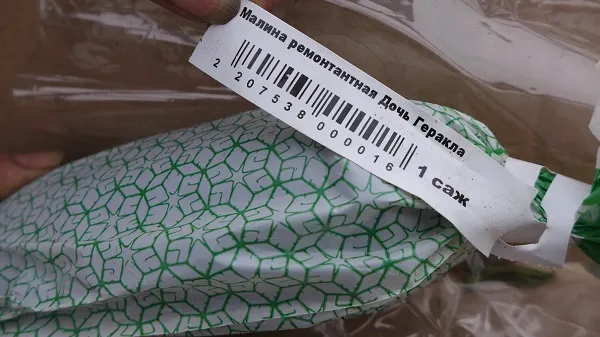 Малина ремонтантная Дочь Геракла
2 207538 000016
1 саж